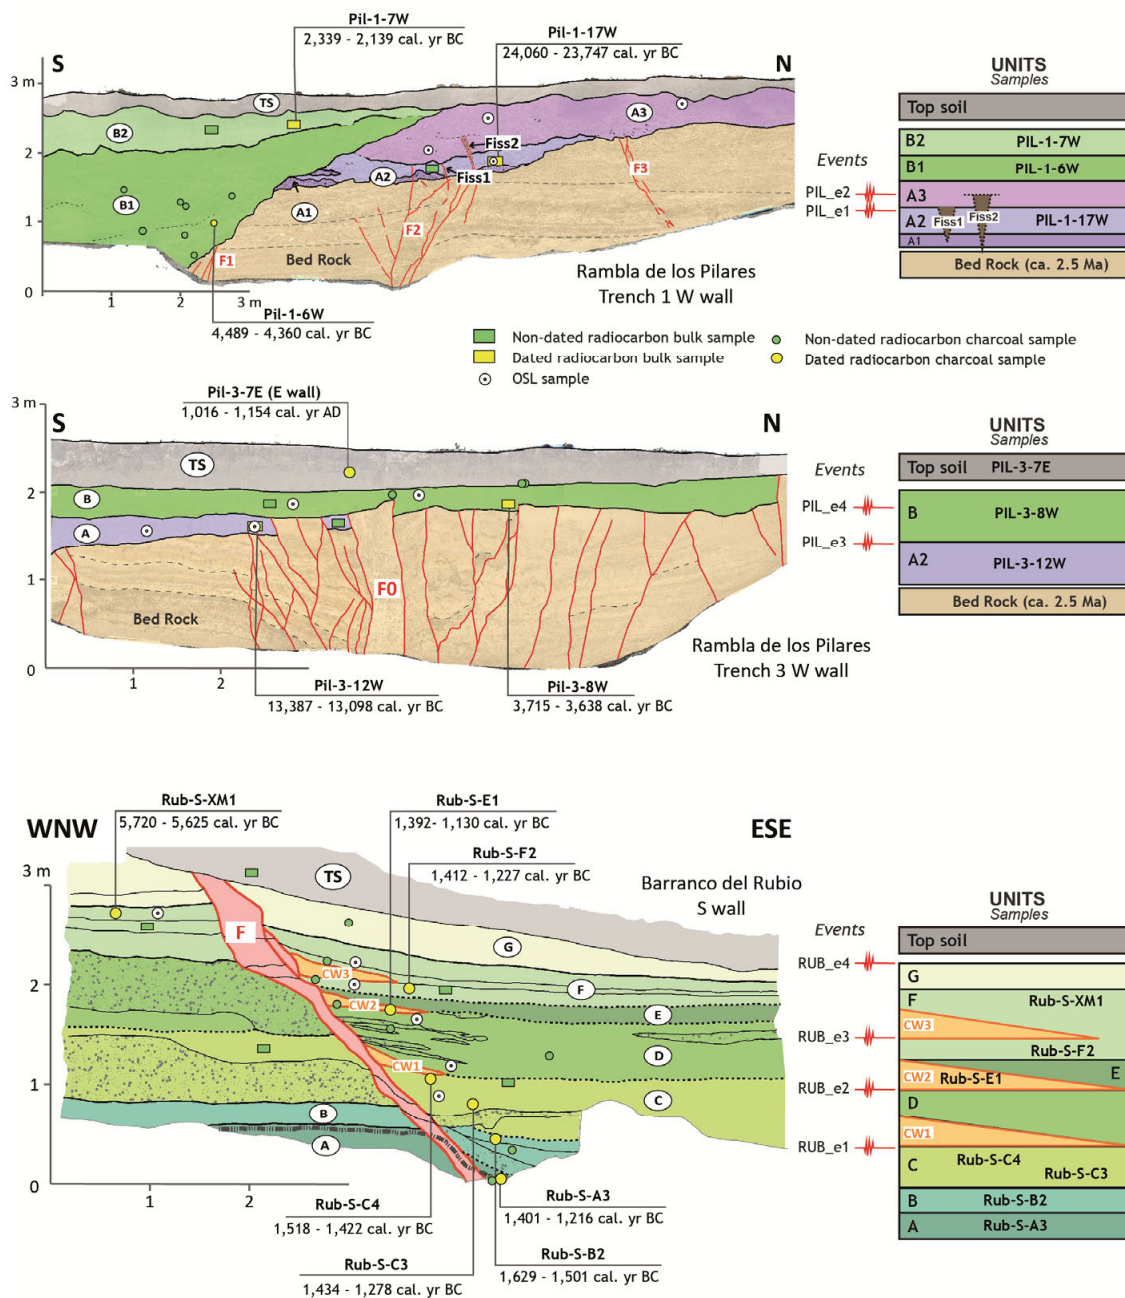 Pil-1-7W
2,339 - 2,139 cal. yr BC
Pil-1-17W
24,060 - 23,747 cal. yr BC
S
N
UNITS
Samples
3 m
2
1
0
TS
B2
B1
A3
A2
A1
Fiss2
Fiss1
F1
F2
F3
Bed Rock
1
2
3 m
Rambla de los Pilares
Trench 1 W wall
Pil-1-6W
4,489 - 4,360 cal. yr BC
Events
PIL_e2
PIL_e1
Top soil
B2 PIL-1-7W
B1 PIL-1-6W
A3
A2 Fiss1 Fiss2 PIL-1-17W
A1
Bed Rock (ca. 2.5 Ma)
Non-dated radiocarbon bulk sample
Dated radiocarbon bulk sample
OSL sample
Non-dated radiocarbon charcoal sample
Dated radiocarbon charcoal sample
Pil-3-7E (E wall)
1,016 - 1,154 cal. yr AD
S
N
UNITS
Samples
3 m
2
1
0
TS
B
A
F0
Bed Rock
1
2
Rambla de los Pilares
Trench 3 W wall
Pil-3-12W
13,387 - 13,098 cal. yr BC
Pil-3-8W
3,715 - 3,638 cal. yr BC
Events
PIL_e4
PIL_e3
Top soil PIL-3-7E
B PIL-3-8W
A2 PIL-3-12W
Bed Rock (ca. 2.5 Ma)
Rub-S-XM1
5,720 - 5,625 cal. yr BC
Rub-S-E1
1,392- 1,130 cal. yr BC
Rub-S-F2
1,412 - 1,227 cal. yr BC
WNW
ESE
Barranco del Rubio
S wall
3 m
2
1
0
TS
F
G
CW3
F
CW2
E
D
CW1
C
B
A
1
2
Rub-S-C4
1,518 - 1,422 cal. yr BC
Rub-S-C3
1,434 - 1,278 cal. yr BC
Rub-S-A3
1,401 - 1,216 cal. yr BC
Rub-S-B2
1,629 - 1,501 cal. yr BC
UNITS
Samples
Events
RUB_e4
RUB_e3
RUB_e2
RUB_e1
Top soil
G
F Rub-S-XM1
CW3
Rub-S-F2
CW2 Rub-S-E1 E
D
CW1
C Rub-S-C4 Rub-S-C3
B Rub-S-B2
A Rub-S-A3